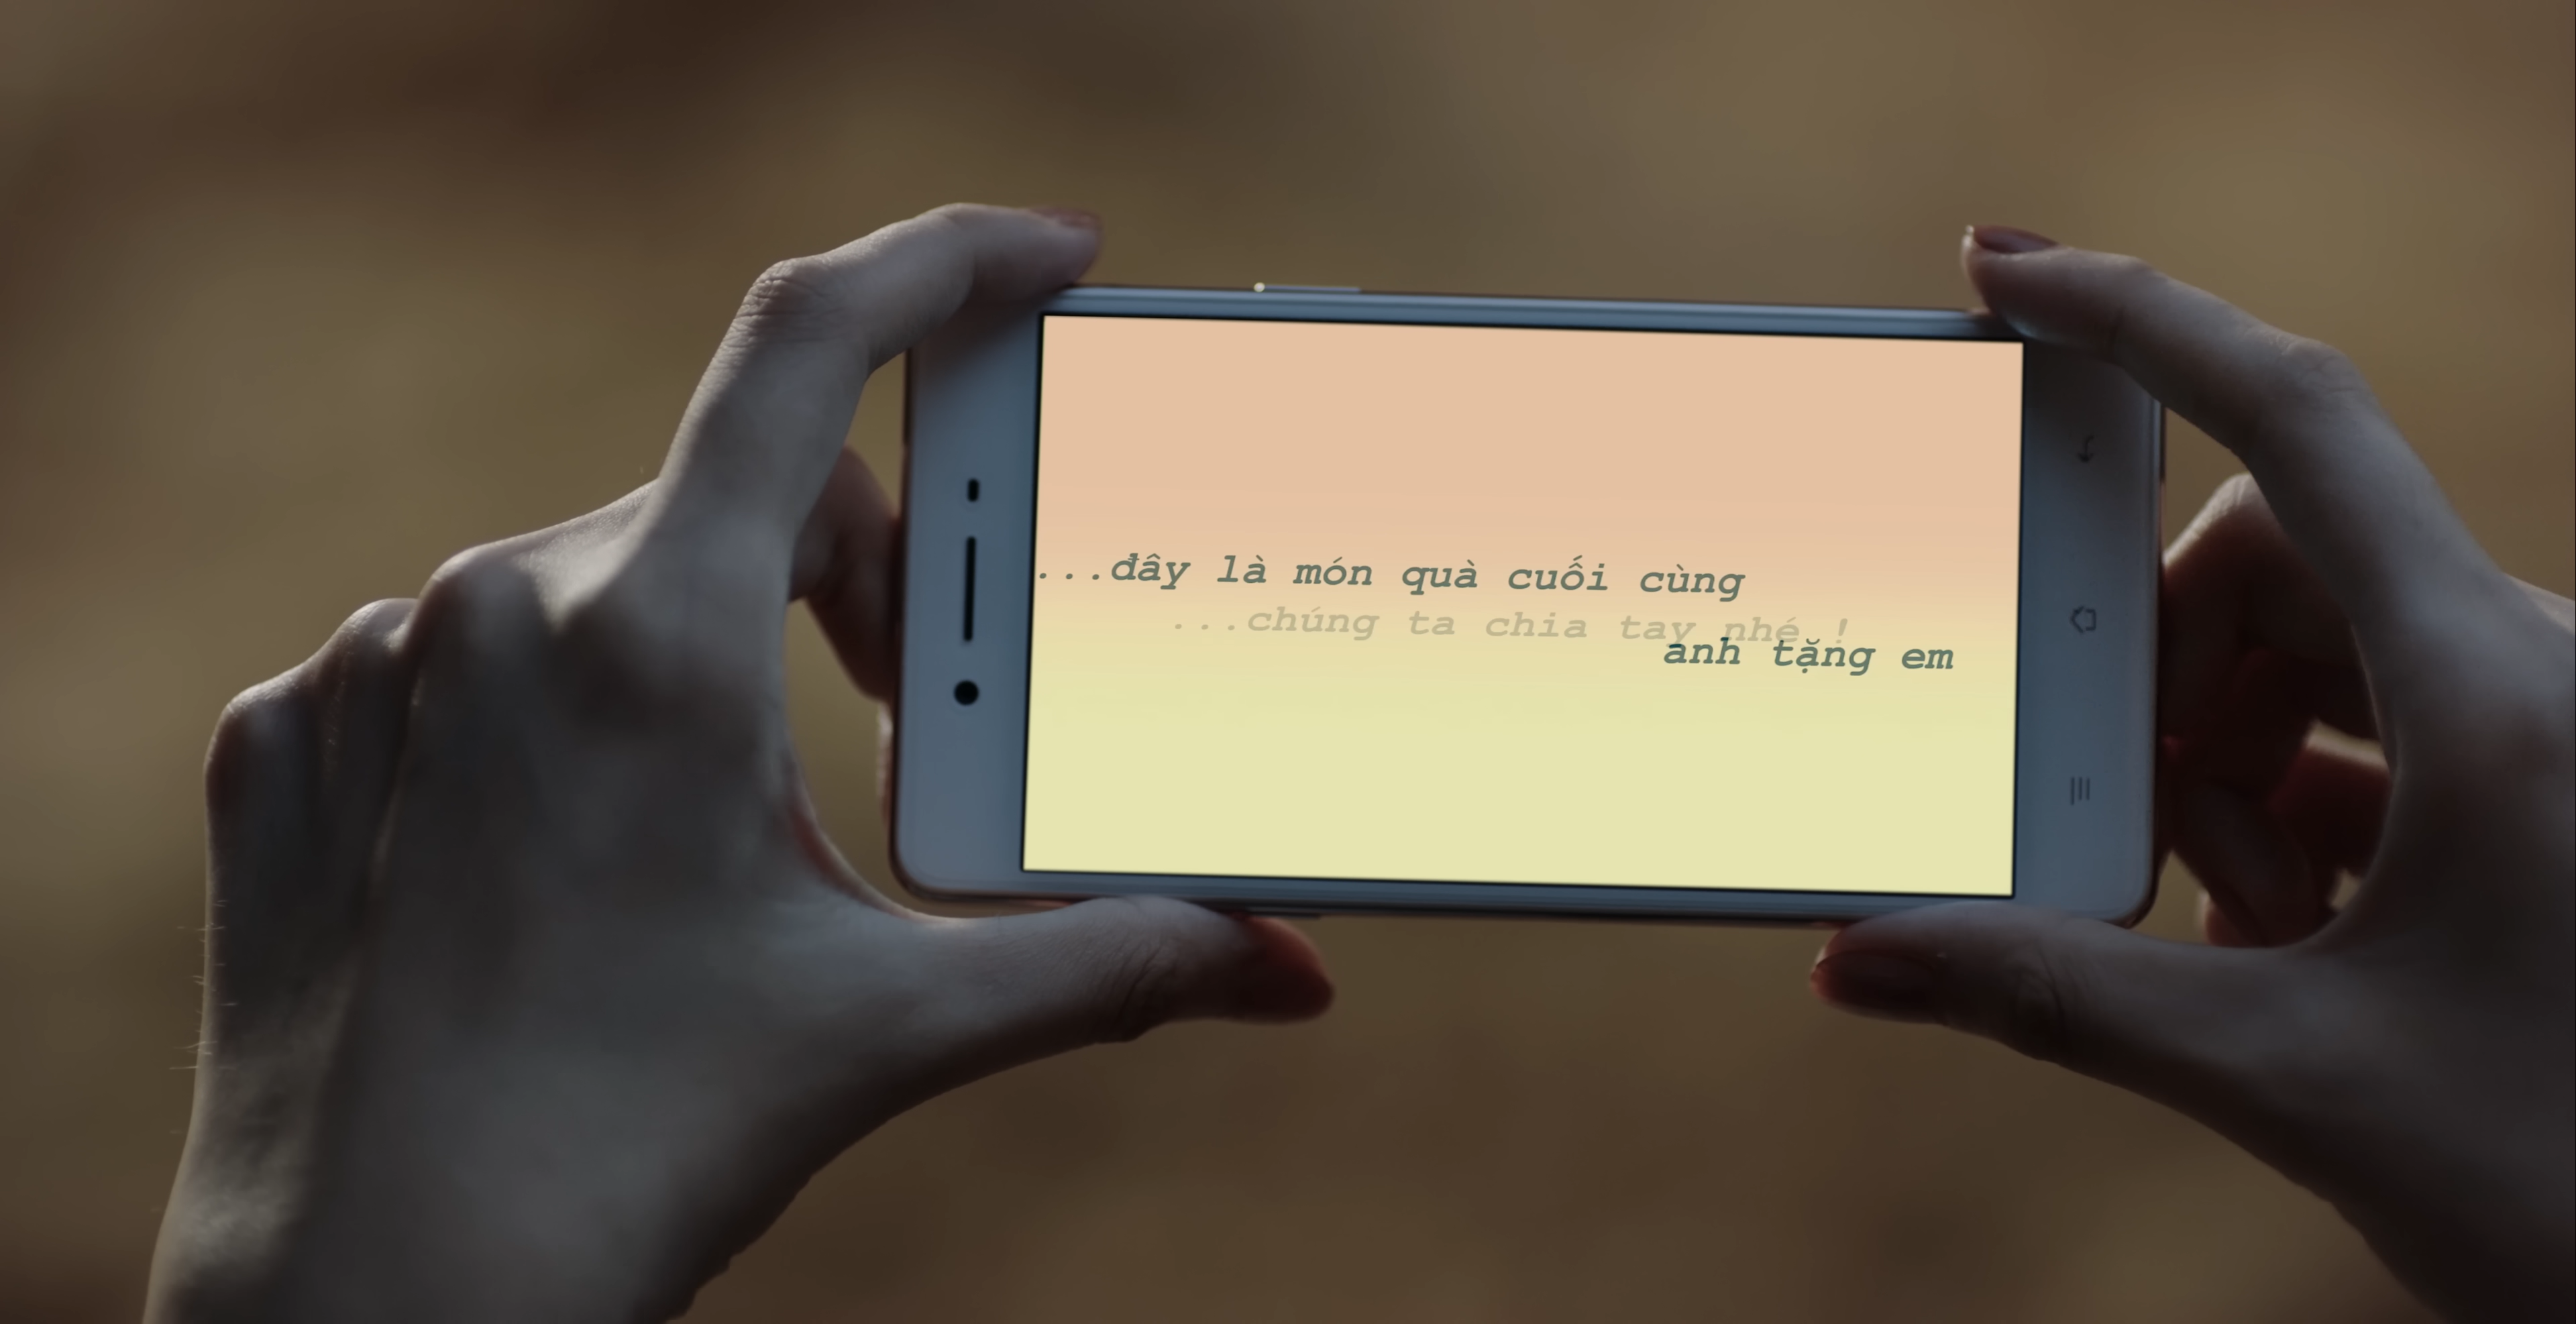 ...đây là món quà cuối cùng
...chúng ta chia tay nhé !
anh tặng em